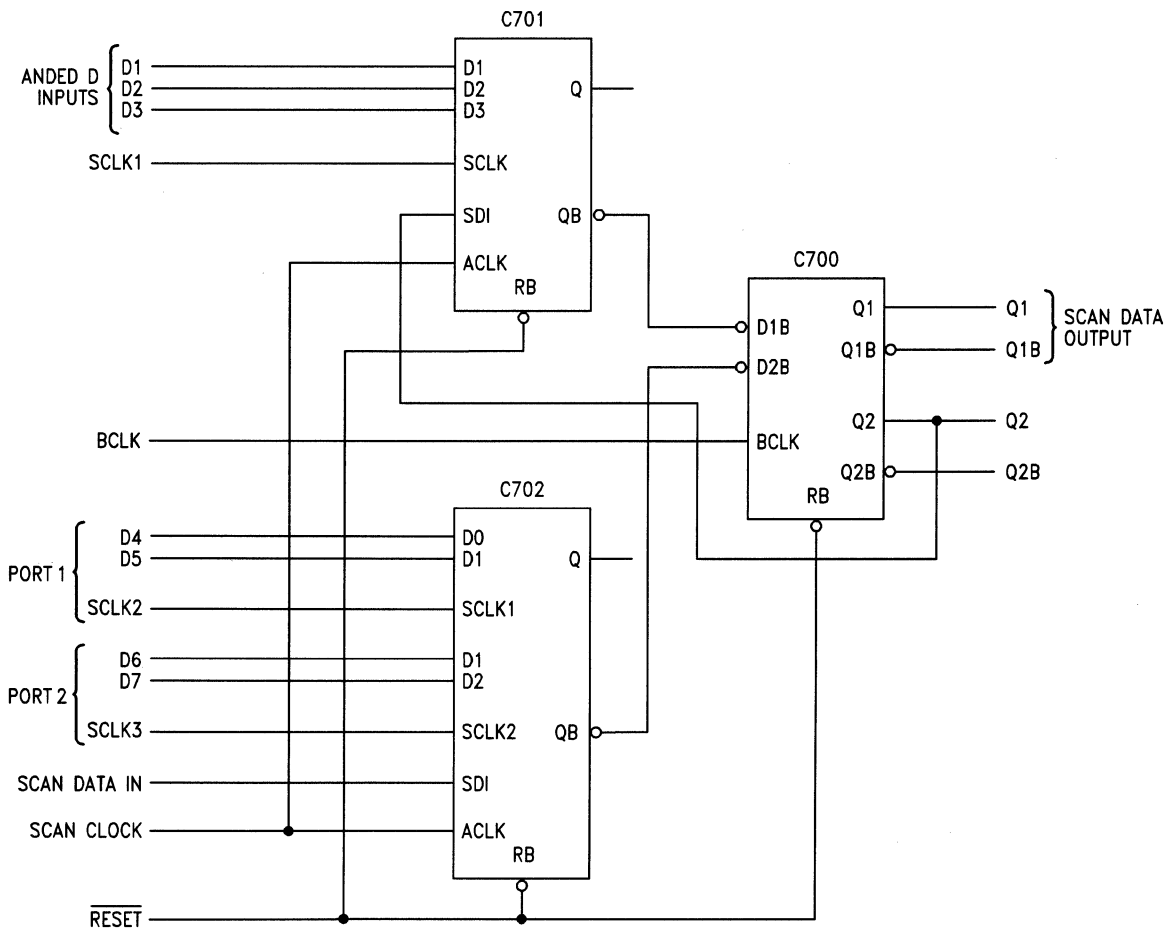 C701
ANDED D
INPUTS
D1
D2
D3
D1
D2
D3
Q
SCLK1
SCLK
SDI
QB
ACLK
RB
C700
D1B
D2B
BCLK
BCLK
Q1
Q1B
Q2
Q2B
RB
Q1
Q1B
SCAN DATA
OUTPUT
Q2
Q2B
C702
PORT 1
D4
D5
SCLK2
D0
D1
Q
SCLK1
PORT 2
D6
D7
SCLK3
D1
D2
SCLK2
QB
SCAN DATA IN
SDI
SCAN CLOCK
ACLK
RB
RESET